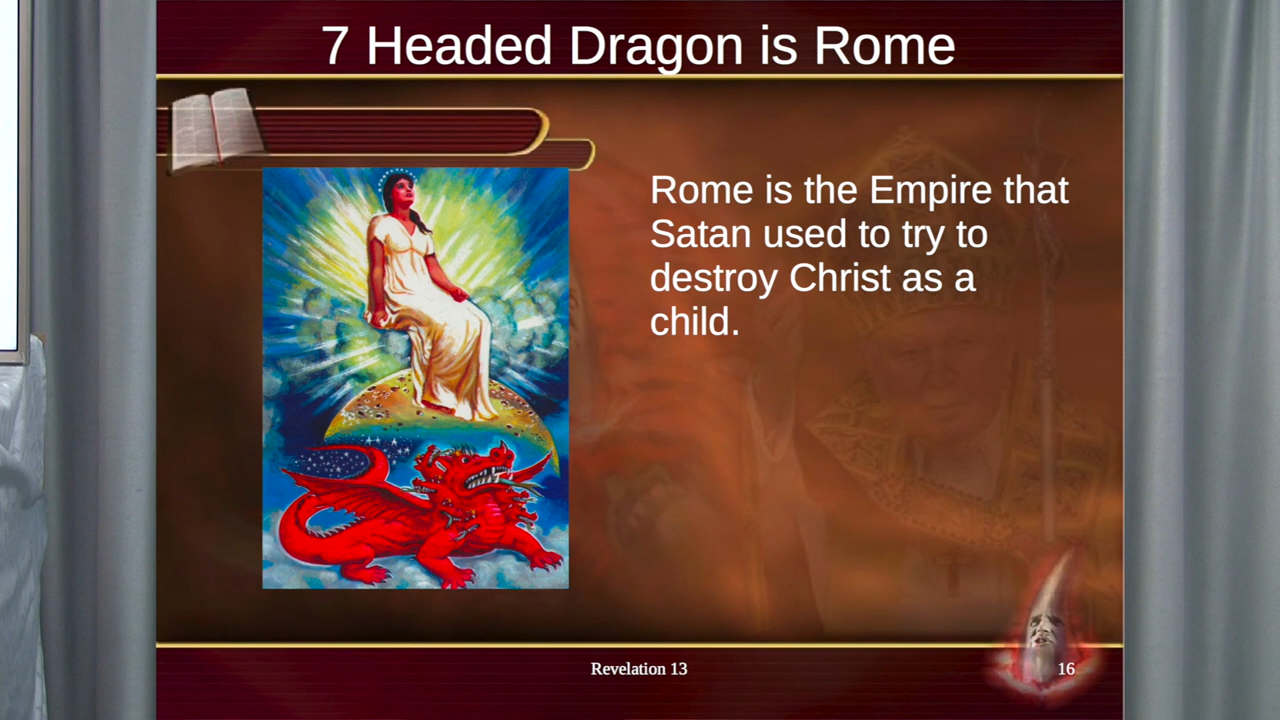 7 Headed Dragon is Rome
Rome is the Empire that
Satan used to try to
destroy Christ as a
child.
Revelation 13
16